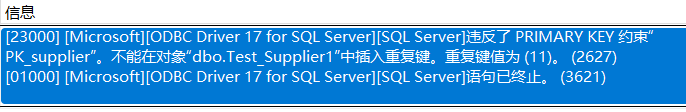 信息
[23000] [Microsoft][ODBC Driver 17 for SQL Server][SQL Server]违反了 PRIMARY KEY 约束“
PK_supplier”。不能在对象“dbo.Test_Supplier1”中插入重复键。重复键值为 (11)。 (2627)
[01000] [Microsoft][ODBC Driver 17 for SQL Server][SQL Server]语句已终止。 (3621)